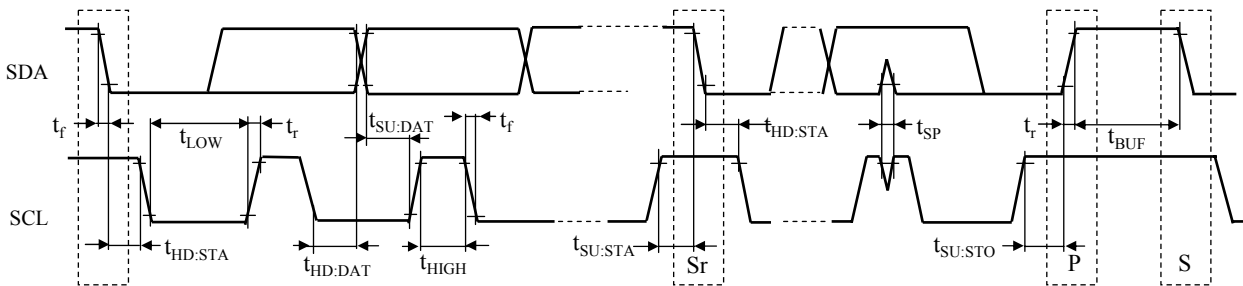 SDA
t_f
t_LOW
t_r
t_SU:DAT
t_f
t_HD:STA
t_SP
t_r
t_BUF
SCL
t_HD:STA
t_HD:DAT
t_HIGH
t_SU:STA
Sr
t_SU:STO
P
S